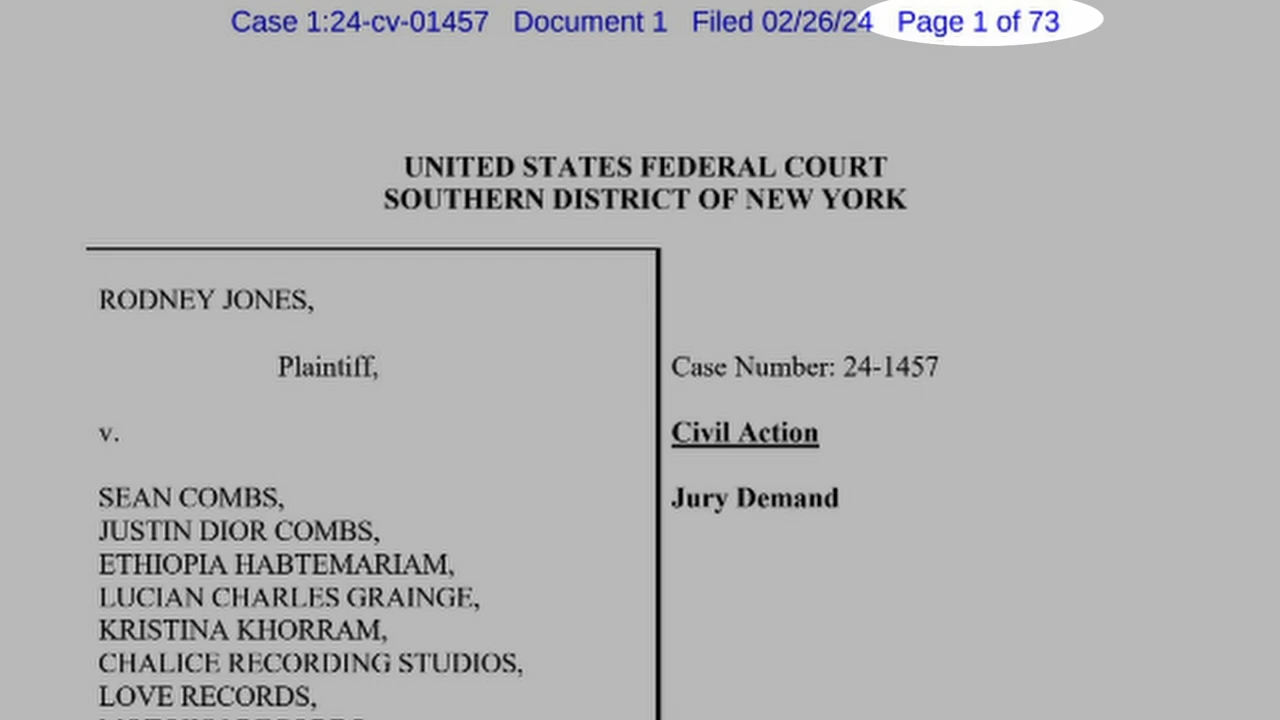 Case 1:24-cv-01457 Document 1 Filed 02/26/24 Page 1 of 73
UNITED STATES FEDERAL COURT
SOUTHERN DISTRICT OF NEW YORK
RODNEY JONES,
Plaintiff,
Case Number: 24-1457
v.
Civil Action
SEAN COMBS,
Jury Demand
JUSTIN DIOR COMBS,
ETHIOPIA HABTEMARIAM,
LUCIAN CHARLES GRAINGE,
KRISTINA KHORRAM,
CHALICE RECORDING STUDIOS,
LOVE RECORDS,